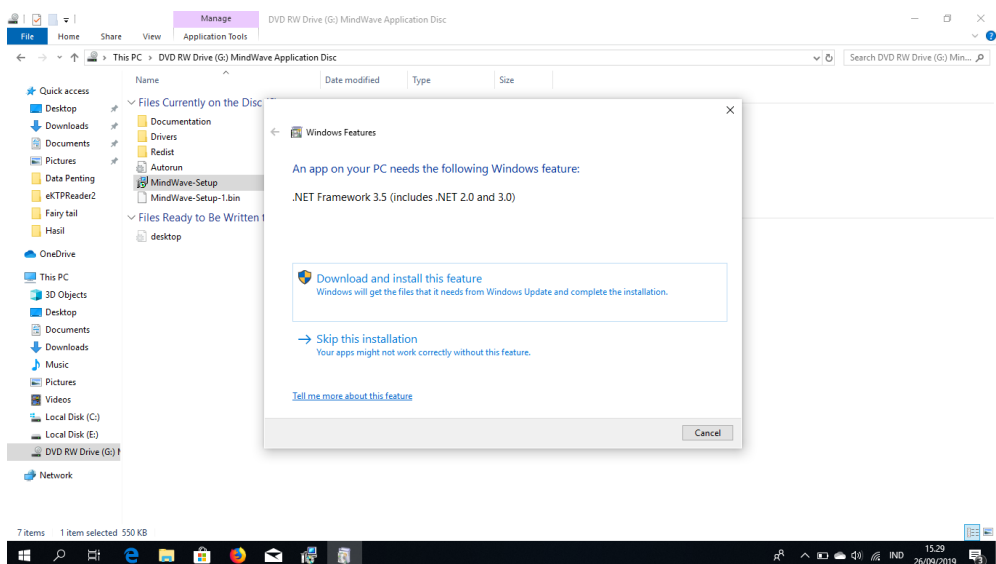 Manage
DVD RW Drive (G:) MindWave Application Disc
File
Home
Share
View
Application Tools
This PC
DVD RW Drive (G:) MindWave Application Disc
Search DVD RW Drive (G:) Min...
Name
Date modified
Type
Size
Quick access
Desktop
Downloads
Documents
Pictures
Data Penting
eKTPReader2
Fairy tail
Hasil
OneDrive
This PC
3D Objects
Desktop
Documents
Downloads
Music
Pictures
Videos
Local Disk (C:)
Local Disk (E:)
DVD RW Drive (G:)
Network
Files Currently on the Disc
Documentation
Drivers
Redist
Autorun
MindWave-Setup
MindWave-Setup-1.bin
Files Ready to Be Written
desktop
Windows Features
An app on your PC needs the following Windows feature:
.NET Framework 3.5 (includes .NET 2.0 and 3.0)
Download and install this feature
Windows will get the files that it needs from Windows Update and complete the installation.
Skip this installation
Your apps might not work correctly without this feature.
Tell me more about this feature
Cancel
7 items
1 item selected 550 KB
IND
15.29
26/09/2019